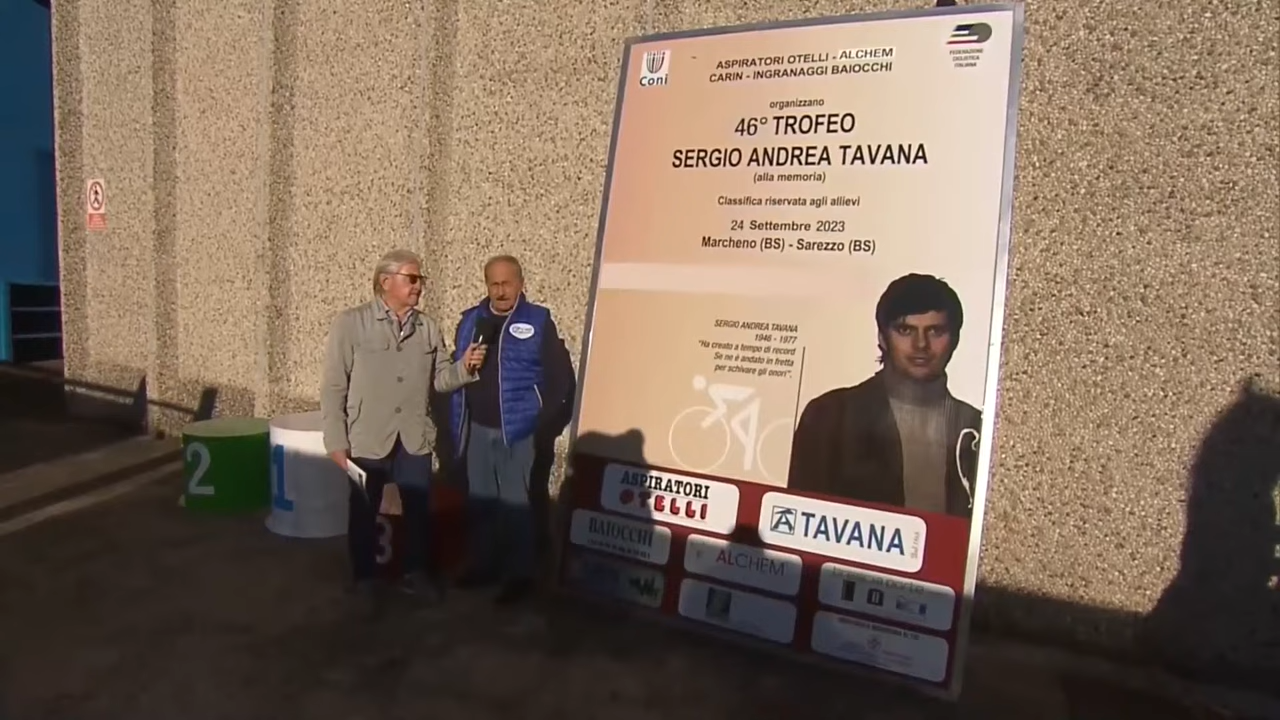 Coni
FEDERAZIONE
CICLISTICA
ITALIANA
ASPIRATORI OTELLI - ALCHEM
CARIN - INGRANAGGI BAIOCCHI
organizzano
46° TROFEO
SERGIO ANDREA TAVANA
(alla memoria)
Classifica riservata agli allievi
24 Settembre 2023
Marcheno (BS) - Sarezzo (BS)
SERGIO ANDREA TAVANA
1946 - 1977
"Ha creato a tempo di record
Se ne è andato in fretta
per schivare gli onori".
2
1
3
ASPIRATORI
OTELLI
TAVANA
BAIOCCHI
ALCHEM